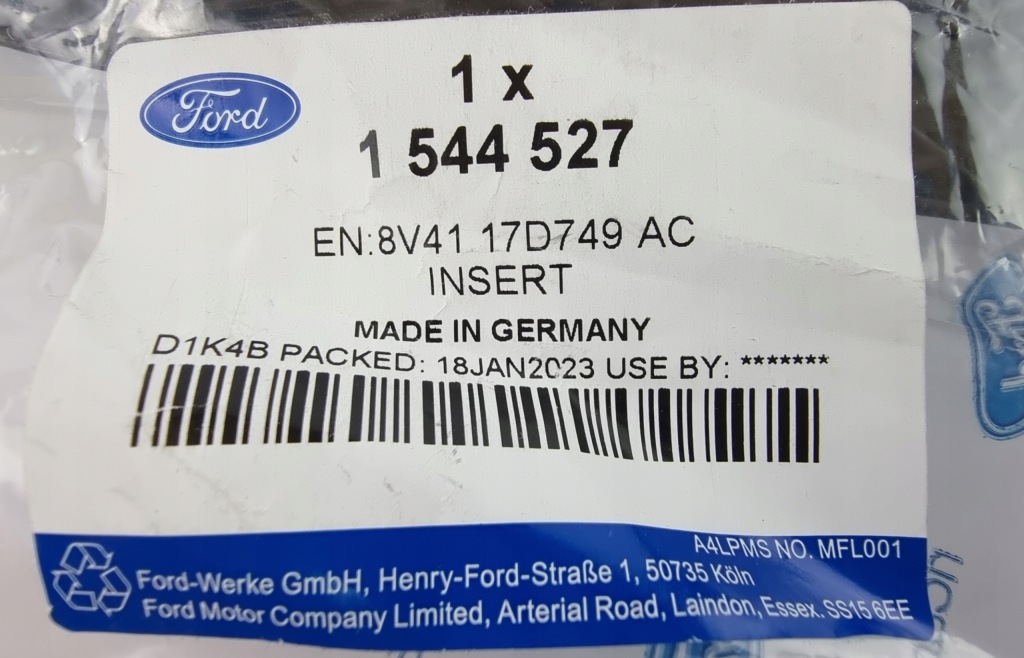 Ford
1 x
1 544 527
EN:8V41 17D749 AC
INSERT
MADE IN GERMANY
D1K4B PACKED: 18JAN2023 USE BY: *******
A4LPMS NO. MFL001
Ford-Werke GmbH, Henry-Ford-Straße 1, 50735 Köln
Ford Motor Company Limited, Arterial Road, Laindon, Essex. SS15 6EE
Ford